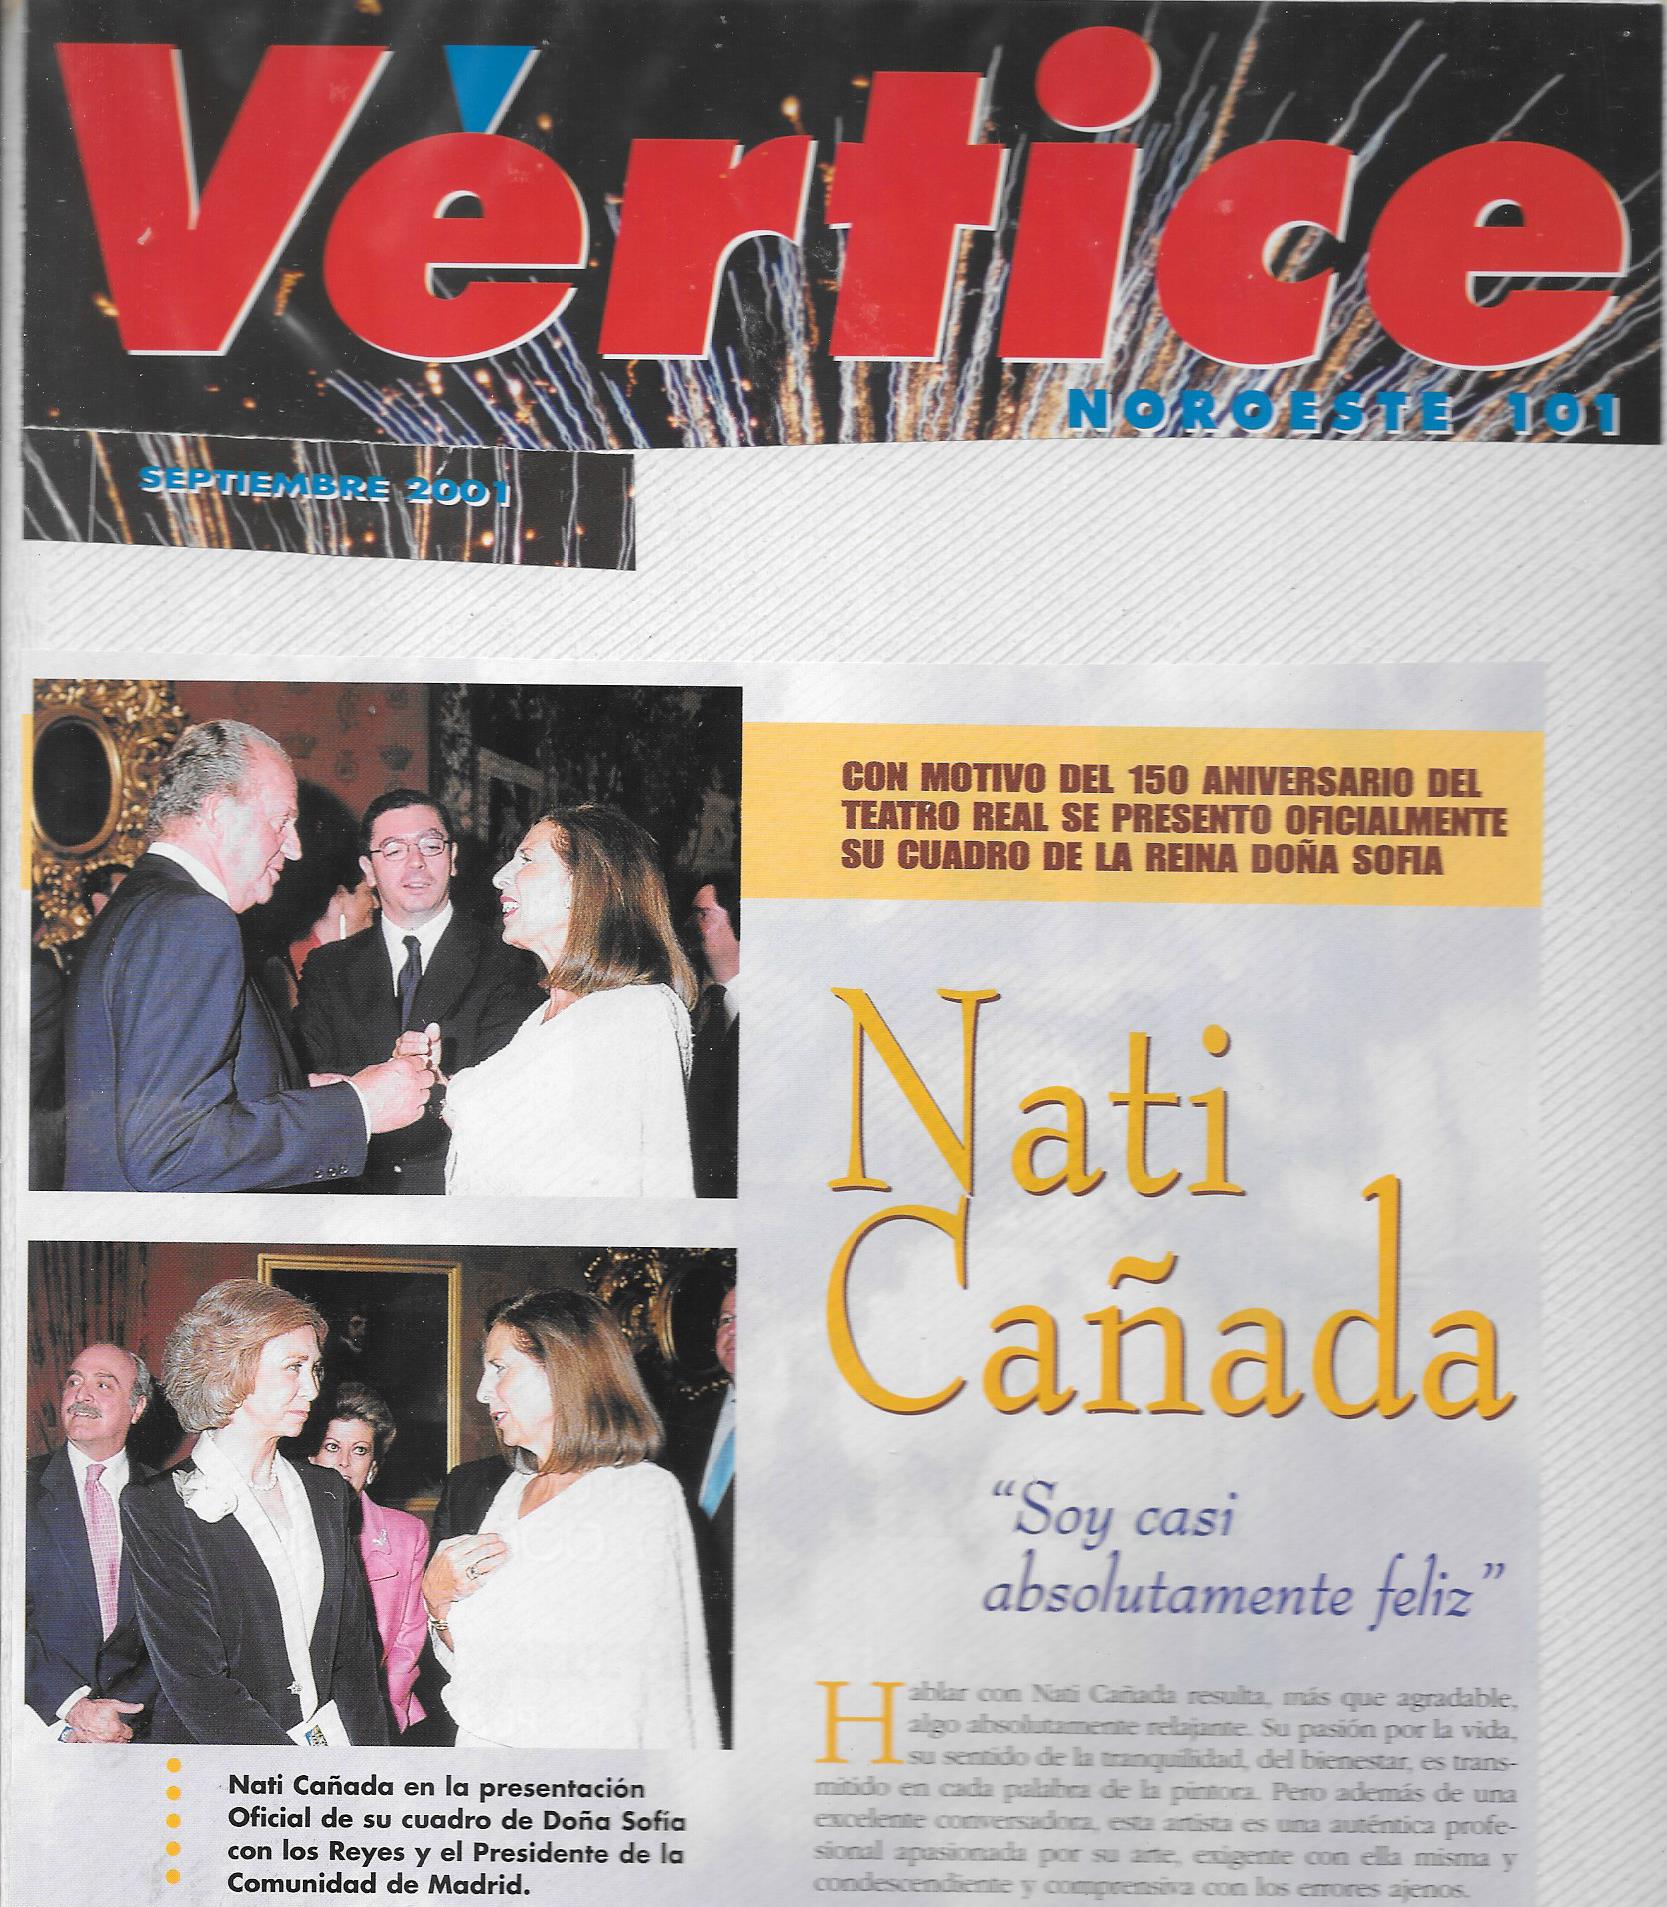 Vértice
NOROESTE 101
SEPTIEMBRE 2001
CON MOTIVO DEL 150 ANIVERSARIO DEL
TEATRO REAL SE PRESENTO OFICIALMENTE
SU CUADRO DE LA REINA DOÑA SOFIA
Nati
Cañada
“Soy casi
absolutamente feliz”
Hablar con Nati Cañada resulta, más que agradable,
algo absolutamente relajante. Su pasión por la vida,
su sentido de la tranquilidad, del bienestar, es trans-
mitido en cada palabra de la pintora. Pero además de una
excelente conversadora, esta artista es una auténtica profe-
sional apasionada por su arte, exigente con ella misma y
condescendiente y comprensiva con los errores ajenos.
Nati Cañada en la presentación
Oficial de su cuadro de Doña Sofía
con los Reyes y el Presidente de la
Comunidad de Madrid.